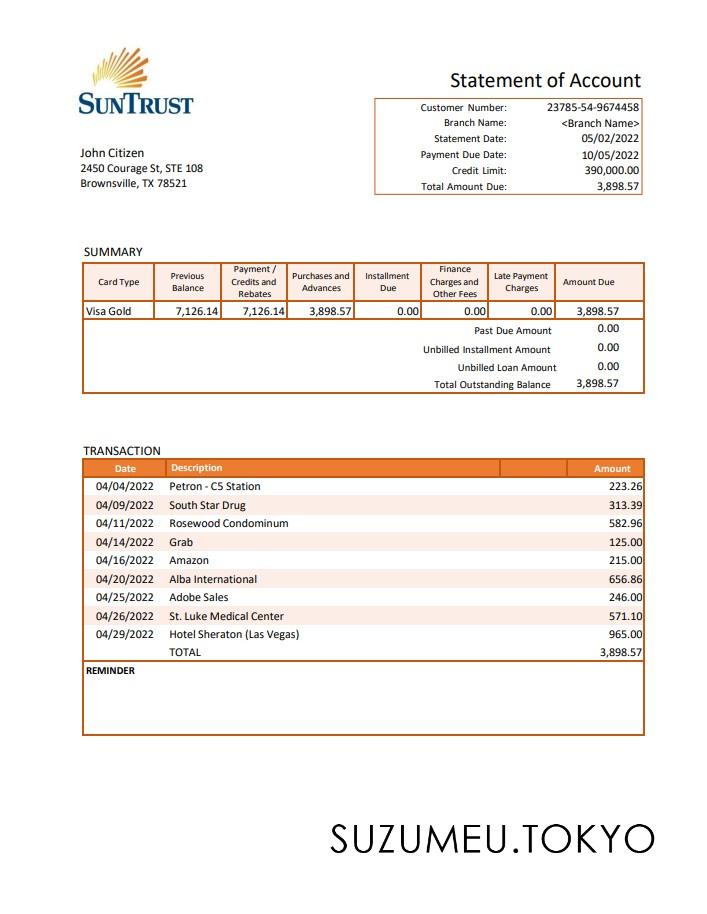 SUNTRUST
Statement of Account
Customer Number: 23785-54-9674458
Branch Name: <Branch Name>
Statement Date: 05/02/2022
Payment Due Date: 10/05/2022
Credit Limit: 390,000.00
Total Amount Due: 3,898.57
John Citizen
2450 Courage St, STE 108
Brownsville, TX 78521
SUMMARY
Card Type
Previous
Balance
Payment /
Credits and
Rebates
Purchases and
Advances
Installment
Due
Finance
Charges and
Other Fees
Late Payment
Charges
Amount Due
Visa Gold 7,126.14 7,126.14 3,898.57 0.00 0.00 0.00 3,898.57
Past Due Amount 0.00
Unbilled Installment Amount 0.00
Unbilled Loan Amount 0.00
Total Outstanding Balance 3,898.57
TRANSACTION
Date Description Amount
04/04/2022 Petron - C5 Station 223.26
04/09/2022 South Star Drug 313.39
04/11/2022 Rosewood Condominum 582.96
04/14/2022 Grab 125.00
04/16/2022 Amazon 215.00
04/20/2022 Alba International 656.86
04/25/2022 Adobe Sales 246.00
04/26/2022 St. Luke Medical Center 571.10
04/29/2022 Hotel Sheraton (Las Vegas) 965.00
TOTAL 3,898.57
REMINDER
SUZUMEU.TOKYO